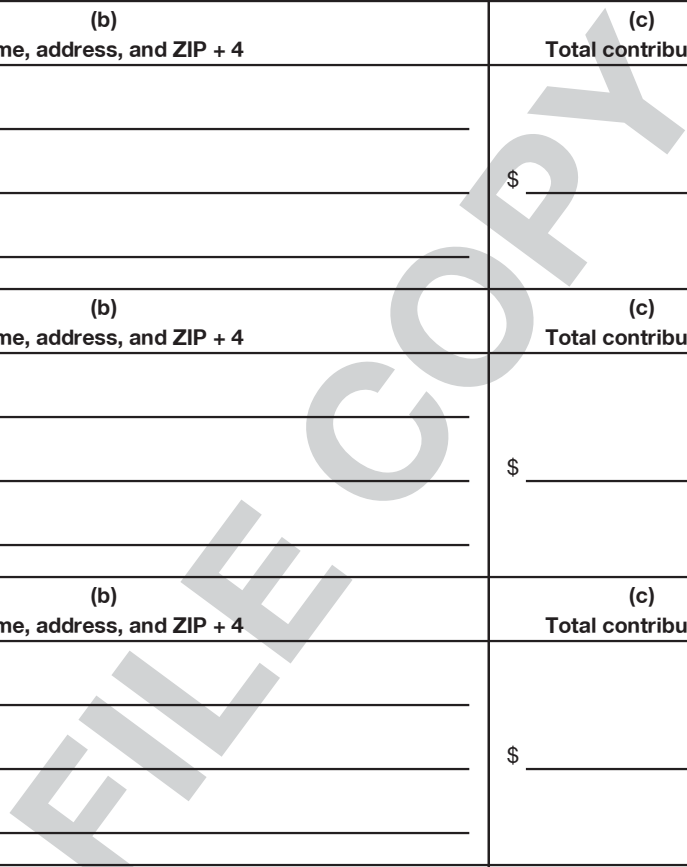 (b) (c)
me, address, and ZIP + 4 Total contribu
$
(b) (c)
me, address, and ZIP + 4 Total contribu
$
(b) (c)
me, address, and ZIP + 4 Total contribu
$
FILE COPY